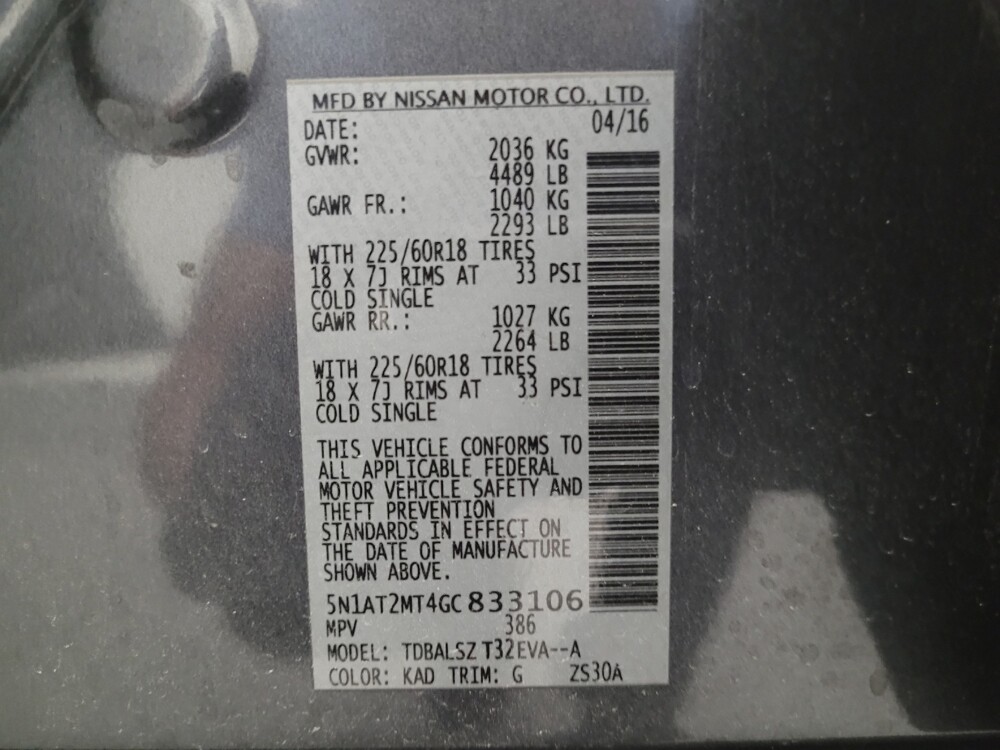 MFD BY NISSAN MOTOR CO., LTD.
DATE: 04/16
GVWR: 2036 KG
4489 LB
GAWR FR.: 1040 KG
2293 LB
WITH 225/60R18 TIRES
18 X 7J RIMS AT 33 PSI
COLD SINGLE
GAWR RR.: 1027 KG
2264 LB
WITH 225/60R18 TIRES
18 X 7J RIMS AT 33 PSI
COLD SINGLE
THIS VEHICLE CONFORMS TO
ALL APPLICABLE FEDERAL
MOTOR VEHICLE SAFETY AND
THEFT PREVENTION
STANDARDS IN EFFECT ON
THE DATE OF MANUFACTURE
SHOWN ABOVE.
5N1AT2MT4GC833106
MPV 386
MODEL: TDBALSZ T32EVA--A
COLOR: KAD TRIM: G ZS30A